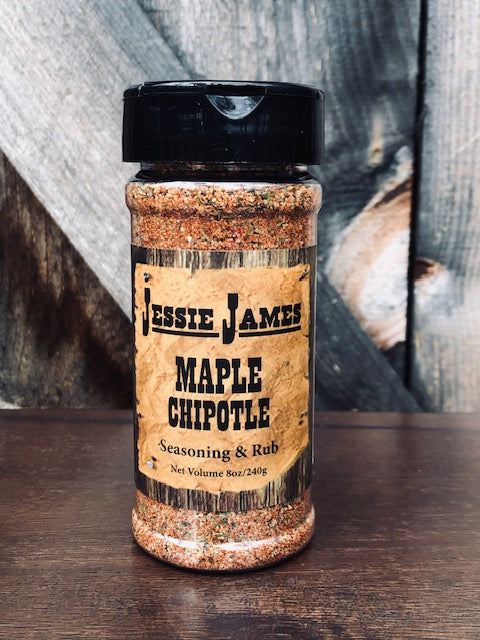 JESSIE JAMES
MAPLE
CHIPOTLE
Seasoning & Rub
Net Volume 8oz/240g